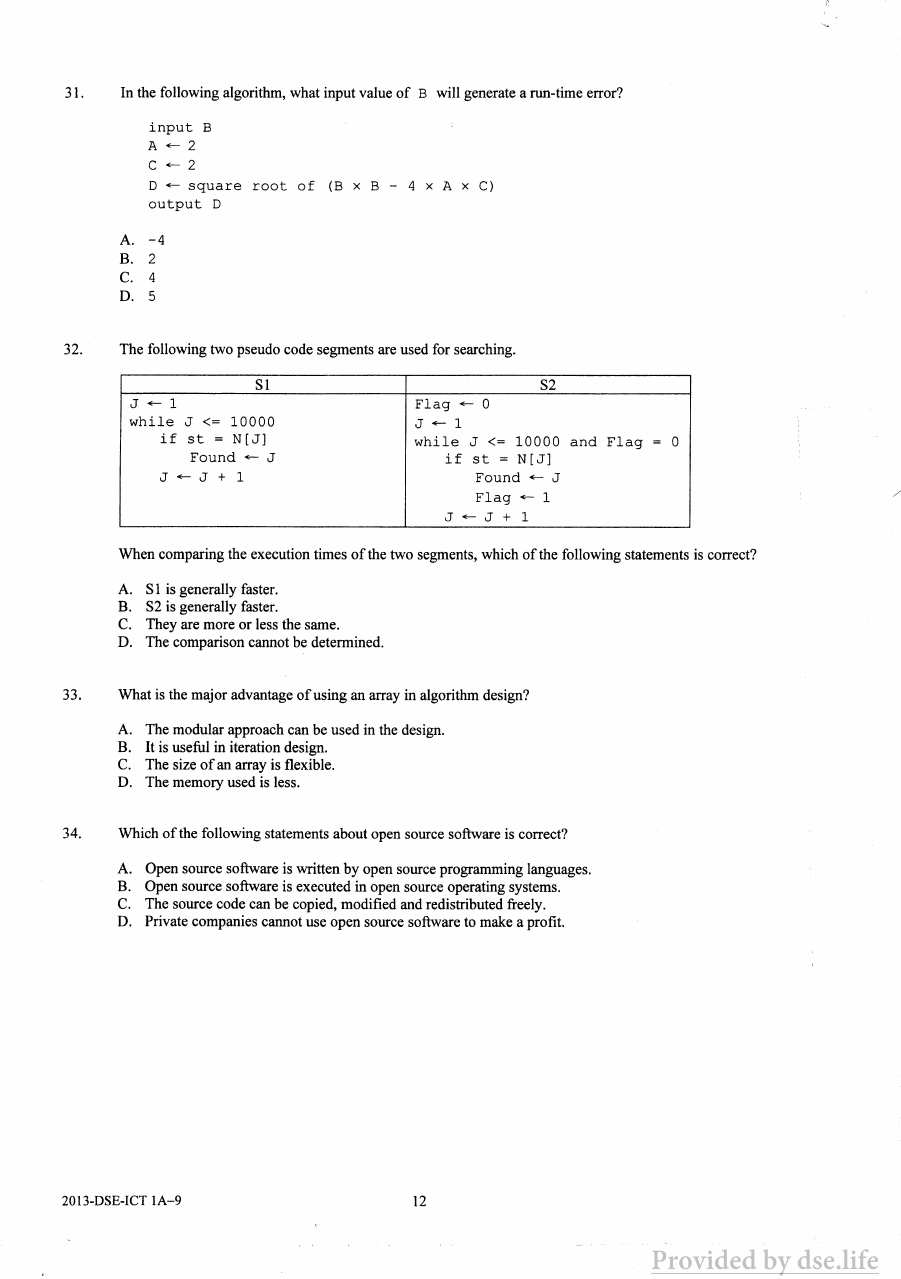 31. In the following algorithm, what input value of B will generate a run-time error?
input B
A ← 2
C ← 2
D ← square root of (B x B - 4 x A x C)
output D
A. -4
B. 2
C. 4
D. 5
32. The following two pseudo code segments are used for searching.
S1
J ← 1
while J <= 10000
if st = N[J]
Found ← J
J ← J + 1
S2
Flag ← 0
J ← 1
while J <= 10000 and Flag = 0
if st = N[J]
Found ← J
Flag ← 1
J ← J + 1
When comparing the execution times of the two segments, which of the following statements is correct?
A. S1 is generally faster.
B. S2 is generally faster.
C. They are more or less the same.
D. The comparison cannot be determined.
33. What is the major advantage of using an array in algorithm design?
A. The modular approach can be used in the design.
B. It is useful in iteration design.
C. The size of an array is flexible.
D. The memory used is less.
34. Which of the following statements about open source software is correct?
A. Open source software is written by open source programming languages.
B. Open source software is executed in open source operating systems.
C. The source code can be copied, modified and redistributed freely.
D. Private companies cannot use open source software to make a profit.
2013-DSE-ICT 1A–9 12
Provided by dse.life